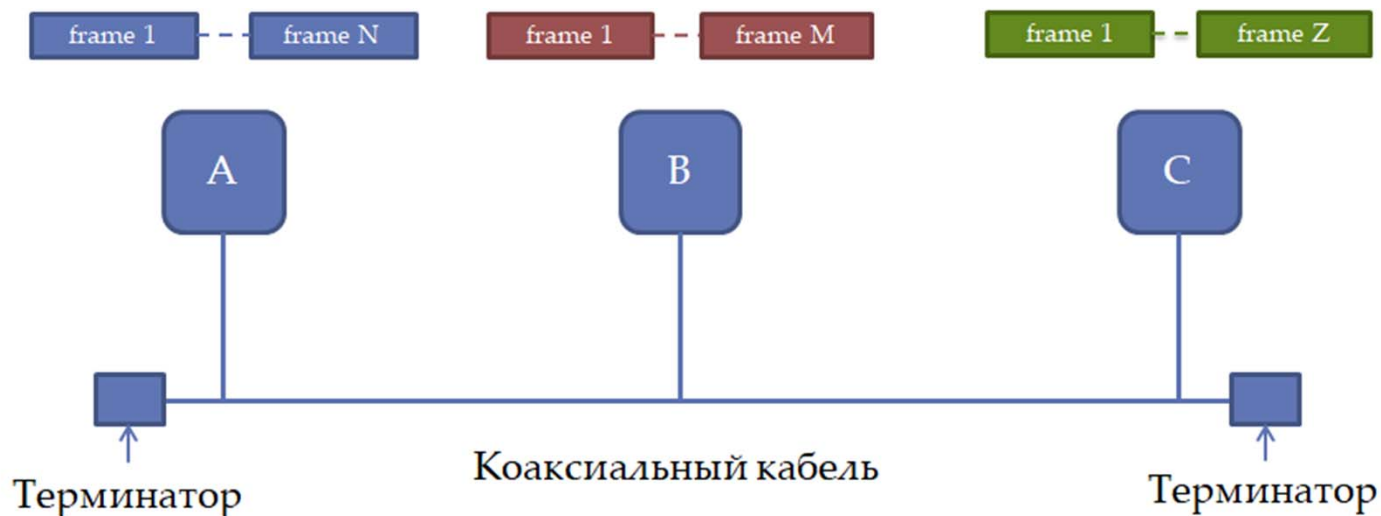 frame 1 frame N frame 1 frame M frame 1 frame Z
A B C
Коаксиальный кабель
Терминатор Терминатор